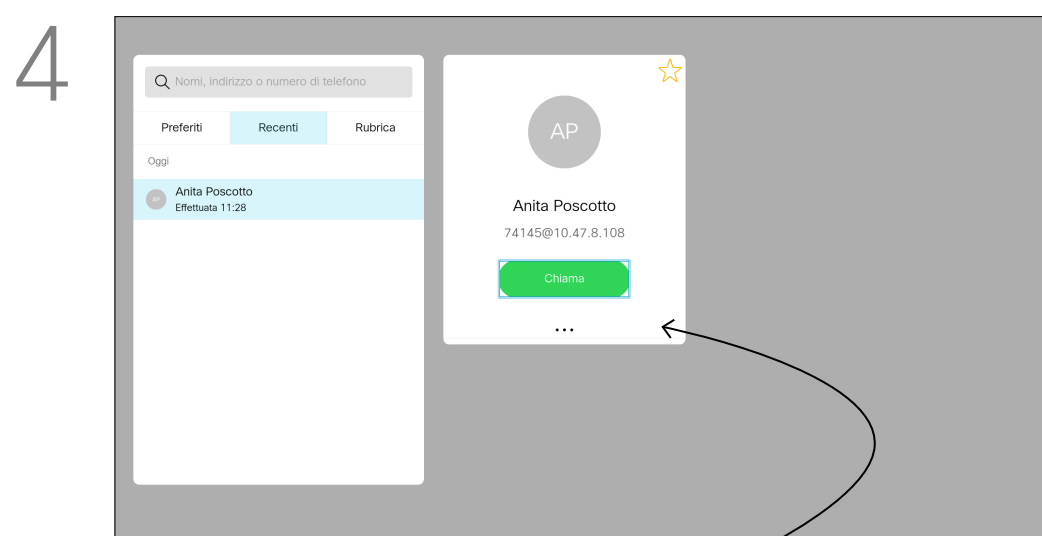 4
Nomi, indirizzo o numero di telefono
Preferiti Recenti Rubrica
Oggi
AP
Anita Poscotto
Effettuata 11:28
AP
Anita Poscotto
74145@10.47.8.108
Chiama